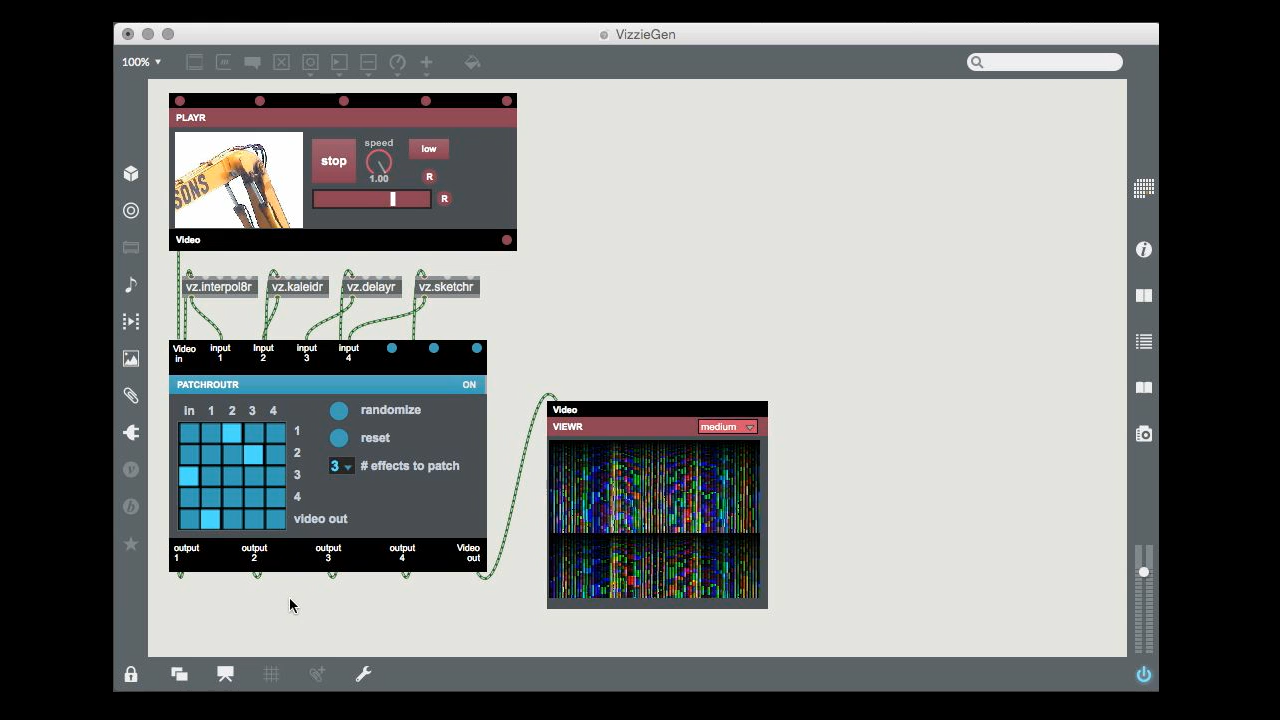 VizzieGen
100%
PLAYR
SONS
stop
speed
1.00
low
R
R
Video
vz.interpol8r
vz.kaleidr
vz.delayr
vz.sketchr
Video in
input 1
Input 2
input 3
input 4
PATCHROUTR
ON
in 1 2 3 4
1
2
3
4
video out
randomize
reset
3 # effects to patch
output 1
output 2
output 3
output 4
Video out
Video
VIEWR
medium